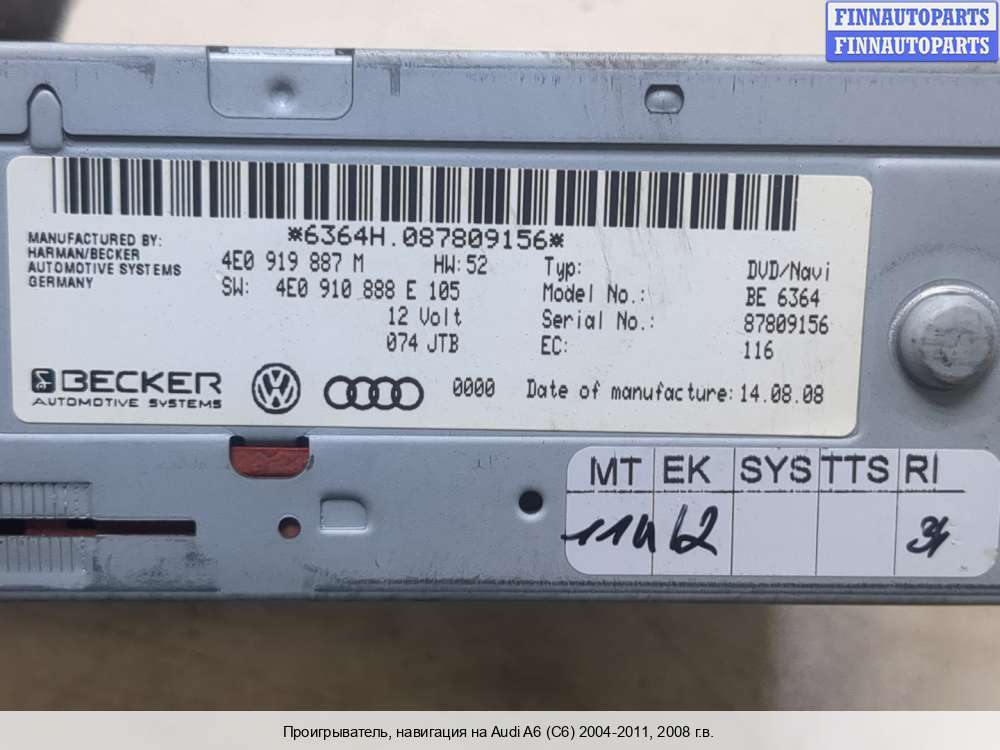 FINNAUTOPARTS
FINNAUTOPARTS
*6364H.087809156*
MANUFACTURED BY:
HARMAN/BECKER
AUTOMOTIVE SYSTEMS
GERMANY
4E0 919 887 M HW:52
SW: 4E0 910 888 E 105
12 Volt
074 JTB
Typ: DVD/Navi
Model No.: BE 6364
Serial No.: 87809156
EC: 116
BECKER
AUTOMOTIVE SYSTEMS
0000 Date of manufacture: 14.08.08
MT EK SYS TTS RI
Проигрыватель, навигация на Audi A6 (C6) 2004-2011, 2008 г.в.